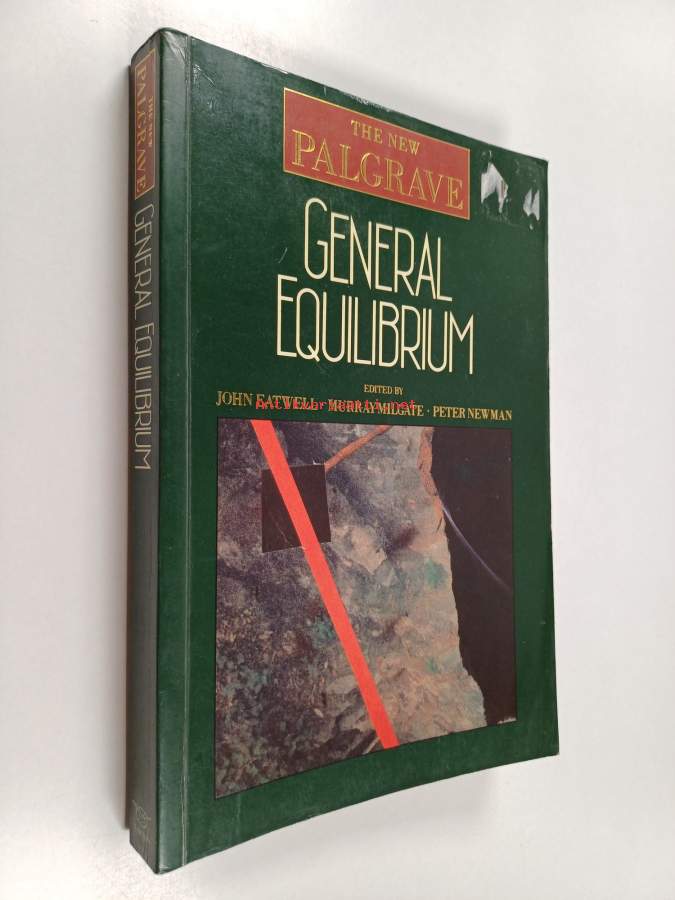 THE NEW
PALGRAVE
GENERAL
EQUILIBRIUM
EDITED BY
JOHN EATWELL · MURRAY MILGATE · PETER NEWMAN
THE NEW
PALGRAVE
GENERAL EQUILIBRIUM